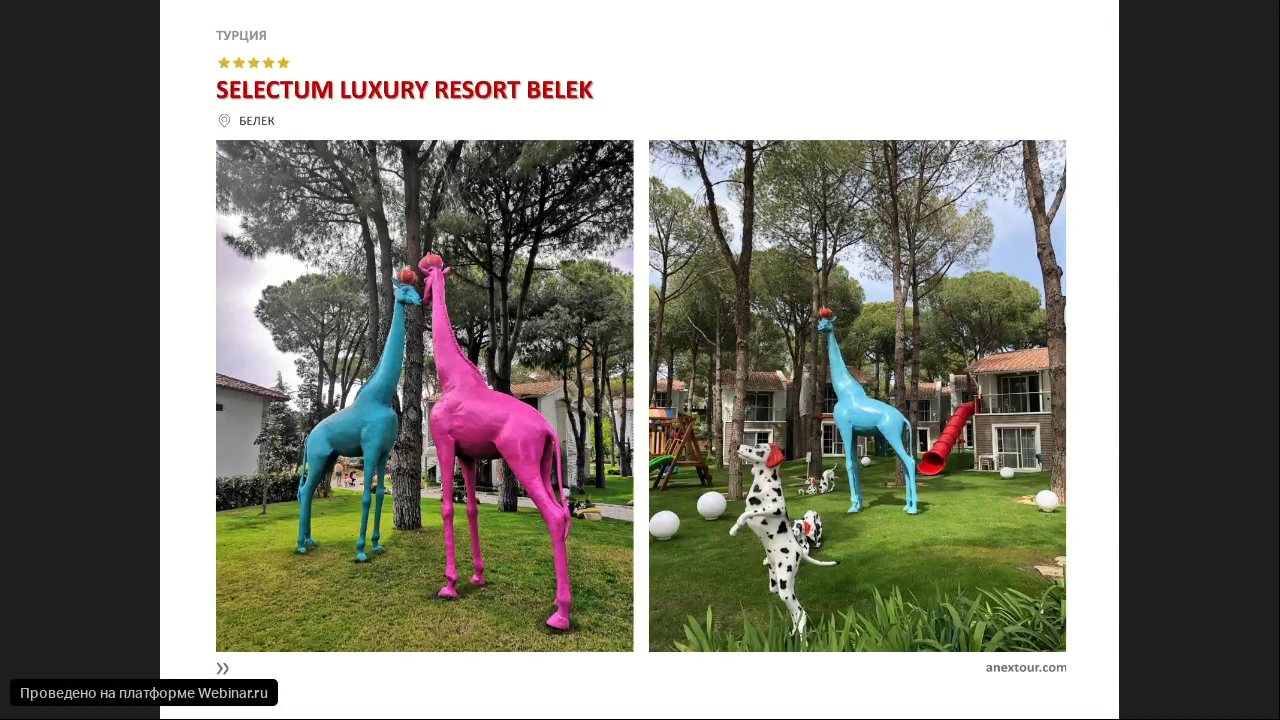 ТУРЦИЯ
SELECTUM LUXURY RESORT BELEK
БЕЛЕК
anextour.com
Проведено на платформе Webinar.ru